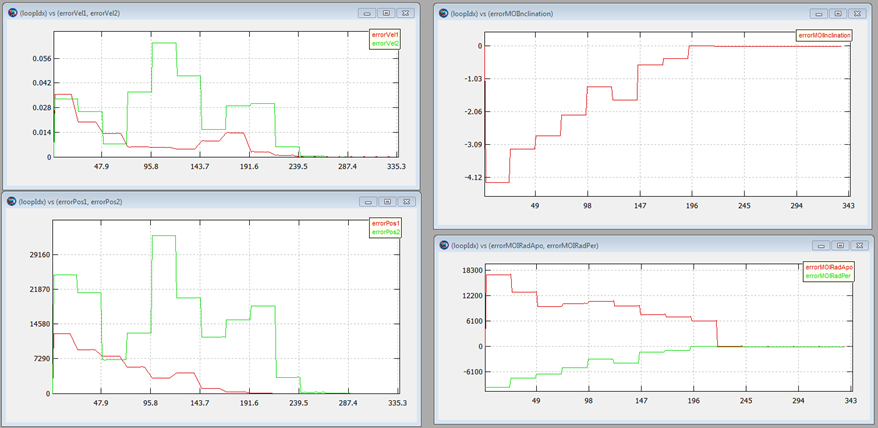 (loopIdx) vs (errorVel1, errorVel2)
errorVel1
errorVel2
0.056
0.042
0.028
0.014
0
47.9 95.8 143.7 191.6 239.5 287.4 335.3
(loopIdx) vs (errorMOIInclination)
errorMOIInclination
0
-1.03
-2.06
-3.09
-4.12
49 98 147 196 245 294 343
(loopIdx) vs (errorPos1, errorPos2)
errorPos1
errorPos2
29160
21870
14580
7290
0
47.9 95.8 143.7 191.6 239.5 287.4 335.3
(loopIdx) vs (errorMOIRadApo, errorMOIRadPer)
errorMOIRadApo
errorMOIRadPer
18300
12200
6100
0
-6100
49 98 147 196 245 294 343